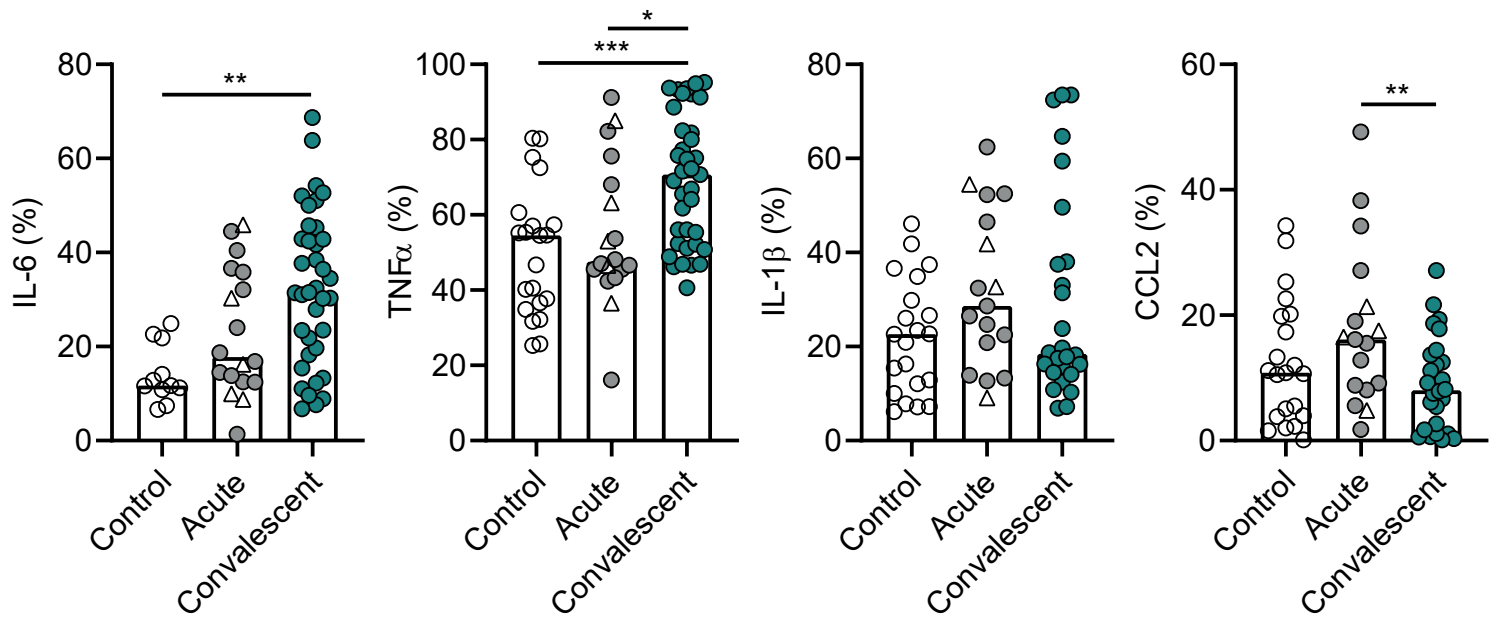 IL-6 (%)
80
60
40
20
0
**
Control
Acute
Convalescent
TNFα (%)
100
80
60
40
20
0
*
***
Control
Acute
Convalescent
IL-1β (%)
80
60
40
20
0
Control
Acute
Convalescent
CCL2 (%)
60
40
20
0
**
Control
Acute
Convalescent